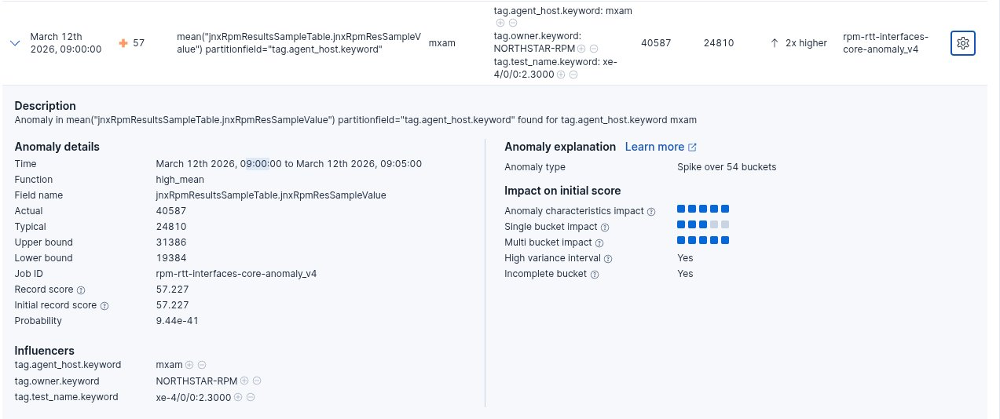 March 12th
2026, 09:00:00
57
mean("jnxRpmResultsSampleTable.jnxRpmResSampleV
alue") partitionfield="tag.agent_host.keyword"
mxam
tag.agent_host.keyword: mxam
tag.owner.keyword:
NORTHSTAR-RPM
tag.test_name.keyword: xe-
4/0/0:2.3000
40587
24810
↑ 2x higher
rpm-rtt-interfaces-
core-anomaly_v4
Description
Anomaly in mean("jnxRpmResultsSampleTable.jnxRpmResSampleValue") partitionfield="tag.agent_host.keyword" found for tag.agent_host.keyword mxam
Anomaly details
Time March 12th 2026, 09:00:00 to March 12th 2026, 09:05:00
Function high_mean
Field name jnxRpmResultsSampleTable.jnxRpmResSampleValue
Actual 40587
Typical 24810
Upper bound 31386
Lower bound 19384
Job ID rpm-rtt-interfaces-core-anomaly_v4
Record score 57.227
Initial record score 57.227
Probability 9.44e-41
Influencers
tag.agent_host.keyword mxam
tag.owner.keyword NORTHSTAR-RPM
tag.test_name.keyword xe-4/0/0:2.3000
Anomaly explanation Learn more
Anomaly type Spike over 54 buckets
Impact on initial score
Anomaly characteristics impact
Single bucket impact
Multi bucket impact
High variance interval Yes
Incomplete bucket Yes